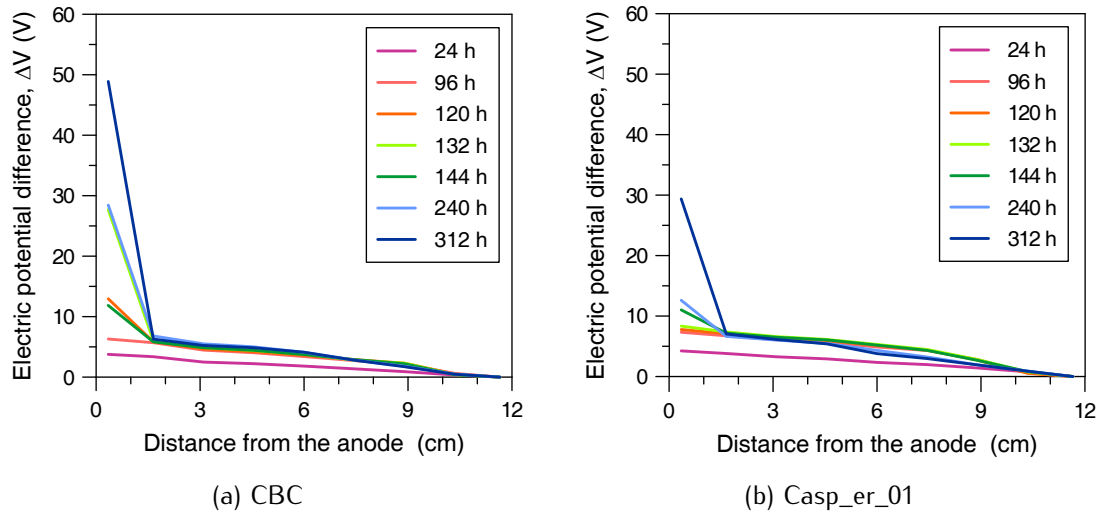 60
50
40
30
20
10
0
Electric potential difference, ΔV (V)
24 h
96 h
120 h
132 h
144 h
240 h
312 h
0 3 6 9 12
Distance from the anode (cm)
(a) CBC
60
50
40
30
20
10
0
Electric potential difference, ΔV (V)
24 h
96 h
120 h
132 h
144 h
240 h
312 h
0 3 6 9 12
Distance from the anode (cm)
(b) Casp_er_01